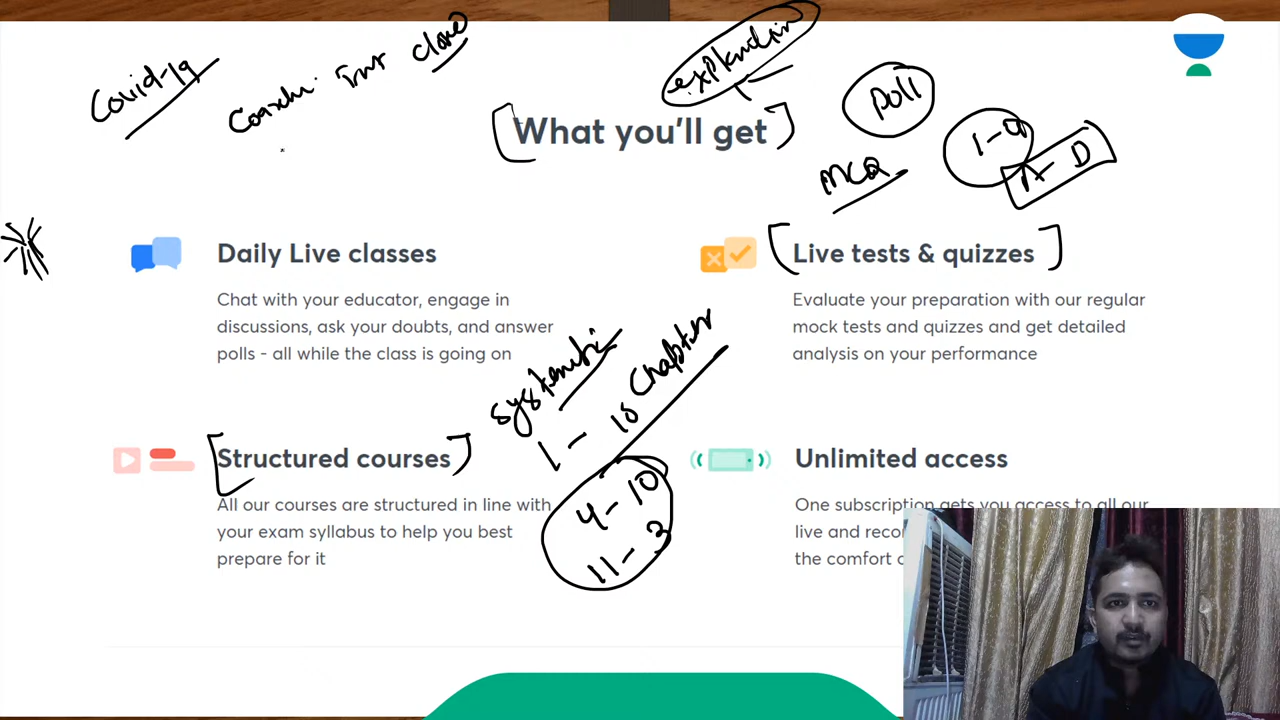 Covid-19
close
explanation
Poll
What you'll get
MCQ
1-9
A- D
Daily Live classes
Chat with your educator, engage in
discussions, ask your doubts, and answer
polls - all while the class is going on
[Live tests & quizzes]
Evaluate your preparation with our regular
mock tests and quizzes and get detailed
analysis on your performance
systematic
1 - 10 Chapter
4 - 10
11 - 3
[Structured courses]
All our courses are structured in line with
your exam syllabus to help you best
prepare for it
Unlimited access
One subscription gets you access to all our
live and
the comfort